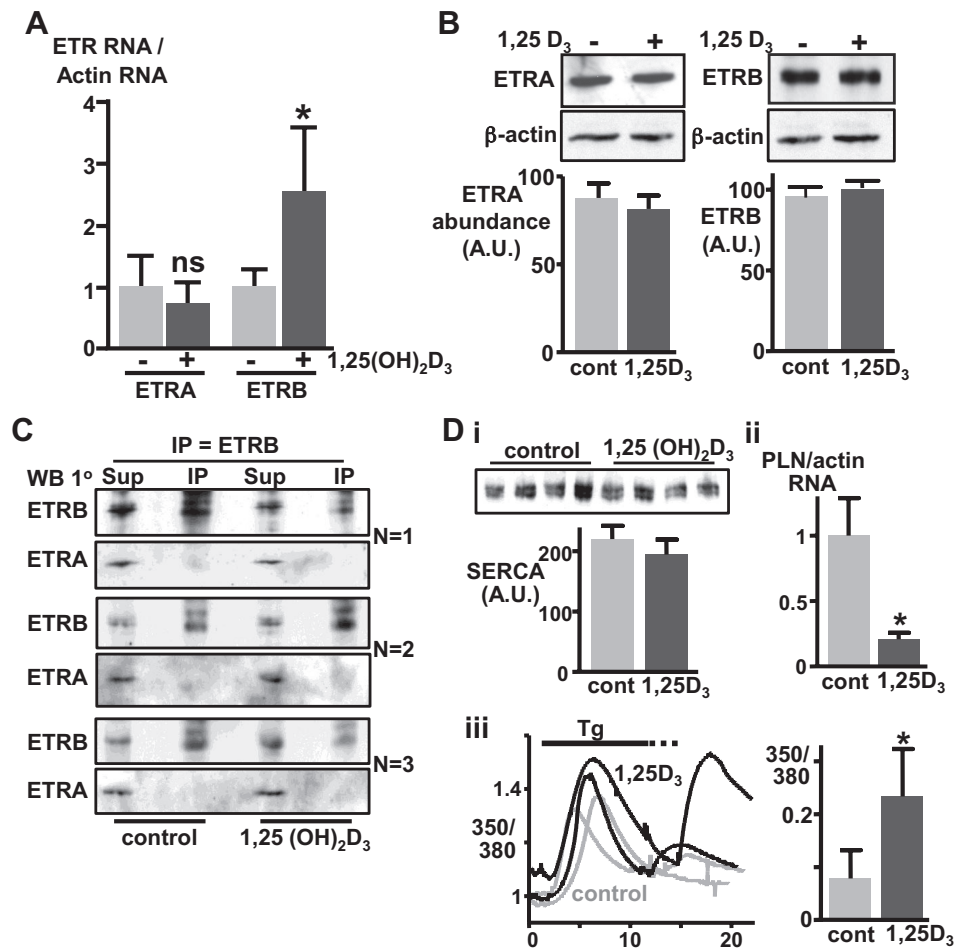 A
ETR RNA /
Actin RNA
4
3
2
1
0
ns
*
- + - + 1,25(OH)2D3
ETRA ETRB
B
1,25 D3 - +
ETRA
β-actin
100
50
0
ETRA
abundance
(A.U.)
cont 1,25D3
1,25 D3 - +
ETRB
β-actin
100
50
0
ETRB
(A.U.)
cont 1,25D3
C
IP = ETRB
WB 1º Sup IP Sup IP
ETRB
ETRA
N=1
ETRB
ETRA
N=2
ETRB
ETRA
N=3
control 1,25 (OH)2D3
D i
control 1,25 (OH)2D3
SERCA
(A.U.)
200
100
0
cont 1,25D3
ii
PLN/actin
RNA
1
0.5
0
*
cont 1,25D3
iii
Tg
1,25D3
1.4
350/
380
1
control
0 10 20
350/
380
0.2
0
*
cont 1,25D3